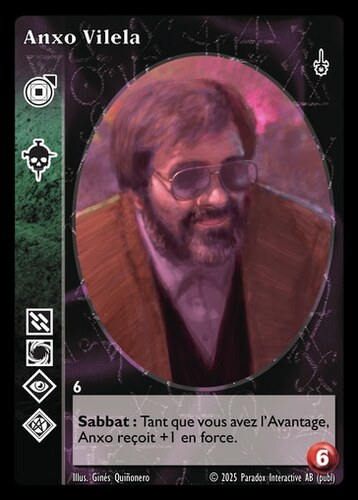 Anxo Vilela
6
Sabbat : Tant que vous avez l'Avantage,
Anxo reçoit +1 en force.
6
Illus. Ginés Quiñonero © 2025 Paradox Interactive AB (publ)